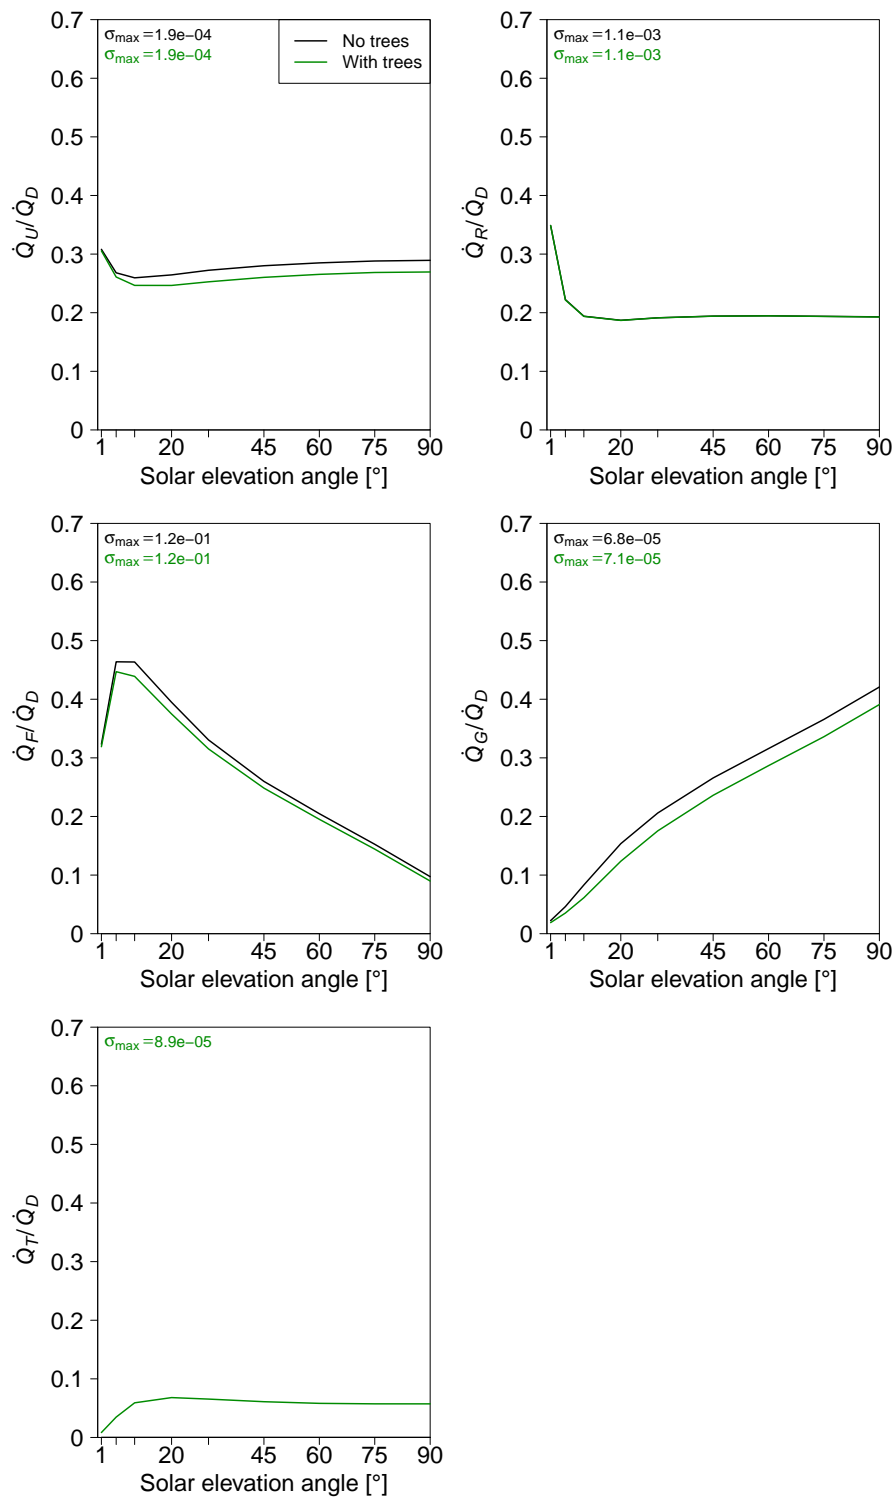 σmax=1.9e−04
σmax=1.9e−04
No trees
With trees
0.7
0.6
0.5
0.4
0.3
0.2
0.1
0
Q̇U/Q̇D
1 20 45 60 75 90
Solar elevation angle [°]
σmax=1.1e−03
σmax=1.1e−03
0.7
0.6
0.5
0.4
0.3
0.2
0.1
0
Q̇R/Q̇D
1 20 45 60 75 90
Solar elevation angle [°]
σmax=1.2e−01
σmax=1.2e−01
0.7
0.6
0.5
0.4
0.3
0.2
0.1
0
Q̇F/Q̇D
1 20 45 60 75 90
Solar elevation angle [°]
σmax=6.8e−05
σmax=7.1e−05
0.7
0.6
0.5
0.4
0.3
0.2
0.1
0
Q̇G/Q̇D
1 20 45 60 75 90
Solar elevation angle [°]
σmax=8.9e−05
0.7
0.6
0.5
0.4
0.3
0.2
0.1
0
Q̇T/Q̇D
1 20 45 60 75 90
Solar elevation angle [°]